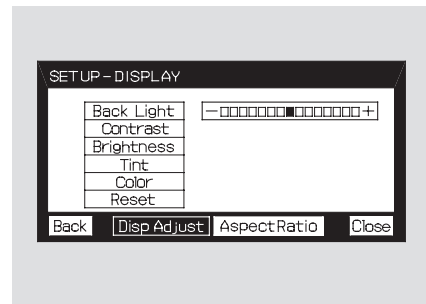 SETUP-DISPLAY
Back Light
- +
Contrast
Brightness
Tint
Color
Reset
Back Disp Adjust AspectRatio Close